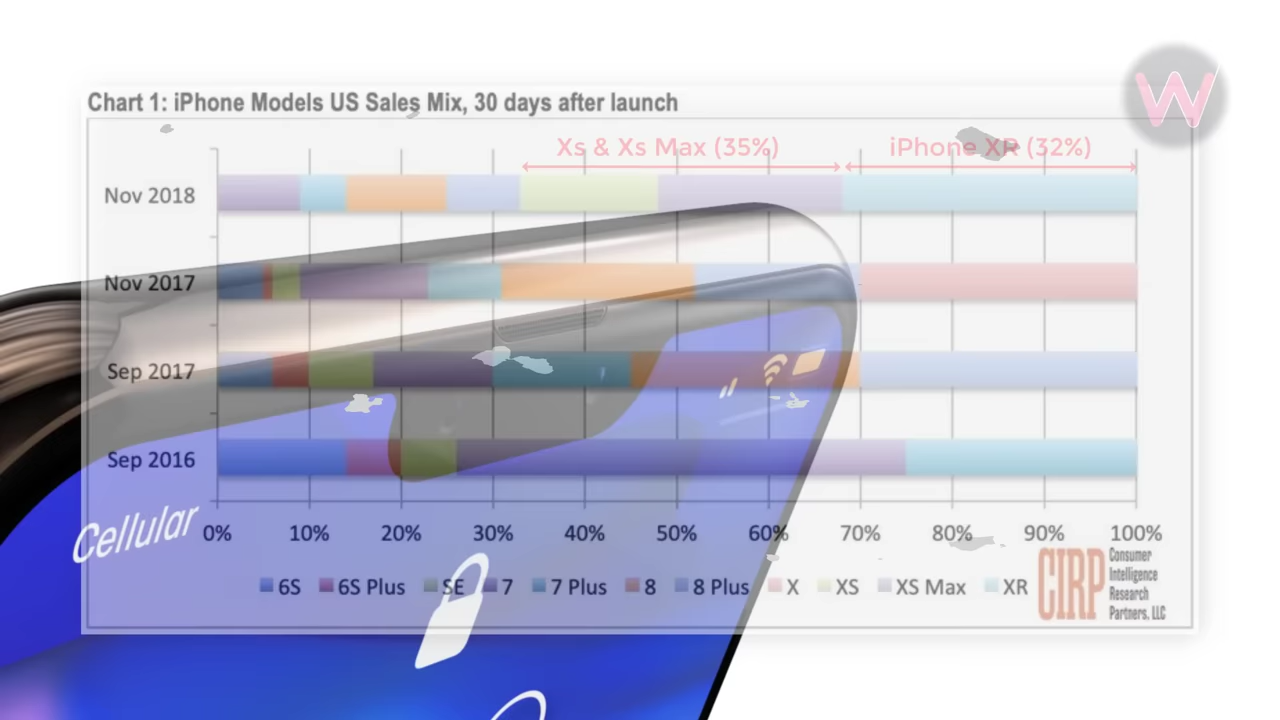 W
Chart 1: iPhone Models US Sales Mix, 30 days after launch
Xs & Xs Max (35%)
iPhone XR (32%)
Nov 2018
Nov 2017
Sep 2017
Sep 2016
Cellular
0% 10% 20% 30% 40% 50% 60% 70% 80% 90% 100%
6S 6S Plus SE 7 7 Plus 8 8 Plus X XS XS Max XR
CIRP
Consumer
Intelligence
Research
Partners, LLC